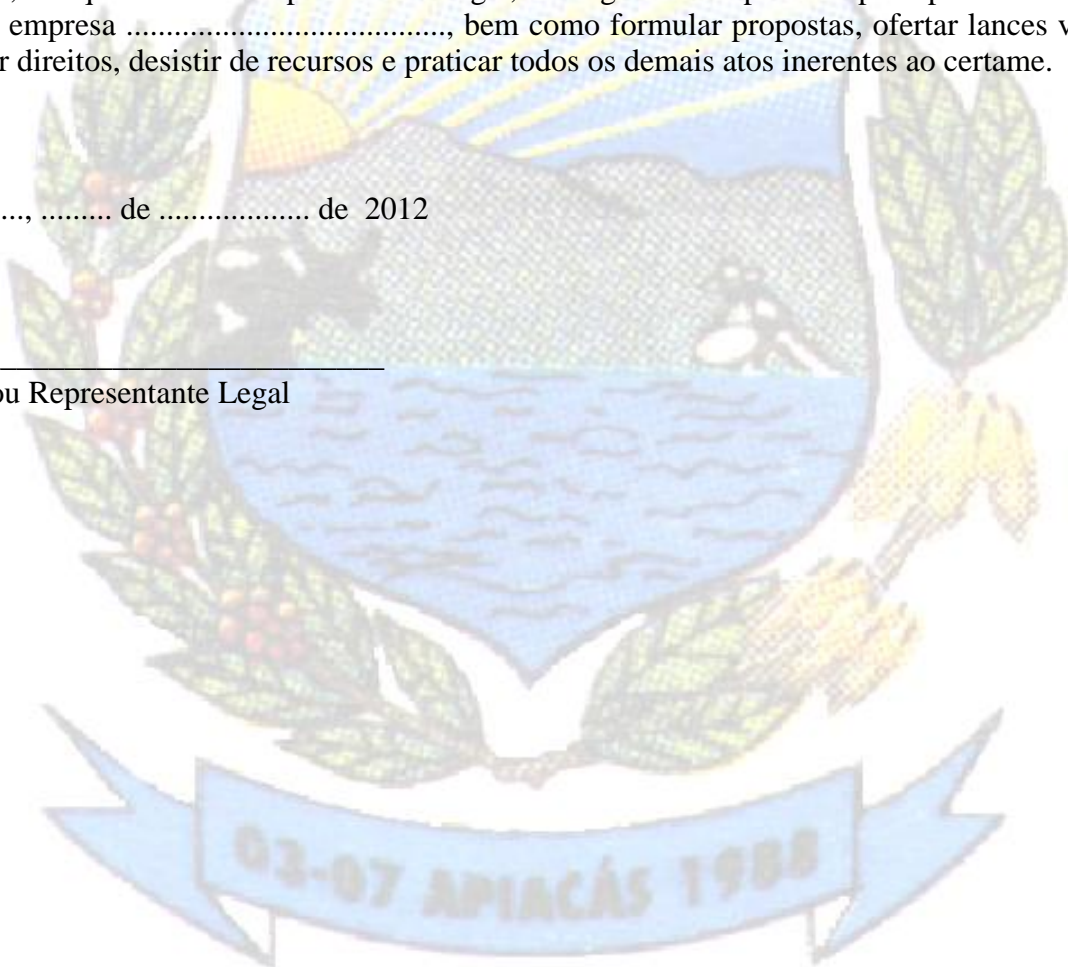 empresa ........................................, bem como formular propostas, ofertar lances v
r direitos, desistir de recursos e praticar todos os demais atos inerentes ao certame.
..., ......... de ................... de 2012
ou Representante Legal
03-07 APIACÁS 1988